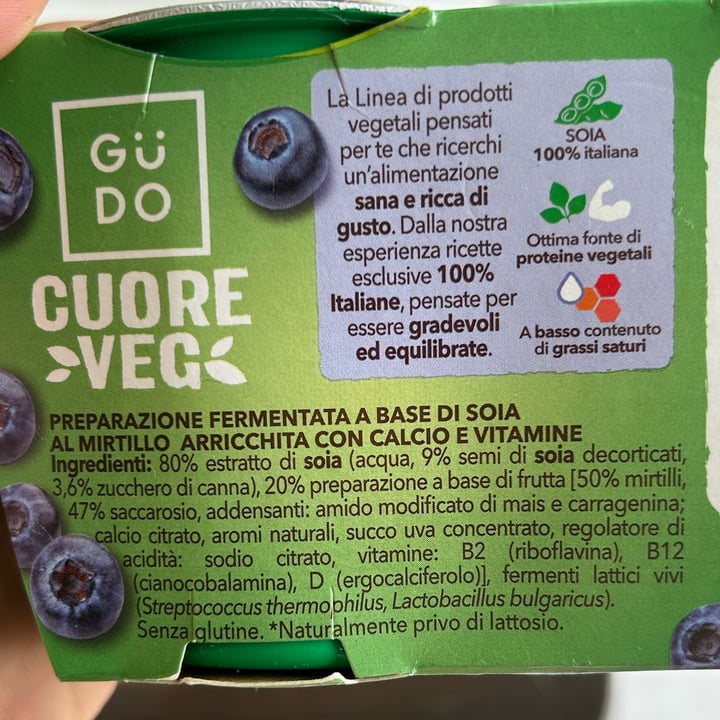 GÜ
DO
CUORE
VEG
La Linea di prodotti
vegetali pensati
per te che ricerchi
un'alimentazione
sana e ricca di
gusto. Dalla nostra
esperienza ricette
esclusive 100%
Italiane, pensate per
essere gradevoli
ed equilibrate.
SOIA
100% italiana
Ottima fonte di
proteine vegetali
A basso contenuto
di grassi saturi
PREPARAZIONE FERMENTATA A BASE DI SOIA
AL MIRTILLO ARRICCHITA CON CALCIO E VITAMINE
Ingredienti: 80% estratto di soia (acqua, 9% semi di soia decorticati,
3,6% zucchero di canna), 20% preparazione a base di frutta [50% mirtilli,
47% saccarosio, addensanti: amido modificato di mais e carragenina;
calcio citrato, aromi naturali, succo uva concentrato, regolatore di
acidità: sodio citrato, vitamine: B2 (riboflavina), B12
(cianocobalamina), D (ergocalciferolo)], fermenti lattici vivi
(Streptococcus thermophilus, Lactobacillus bulgaricus).
Senza glutine. *Naturalmente privo di lattosio.